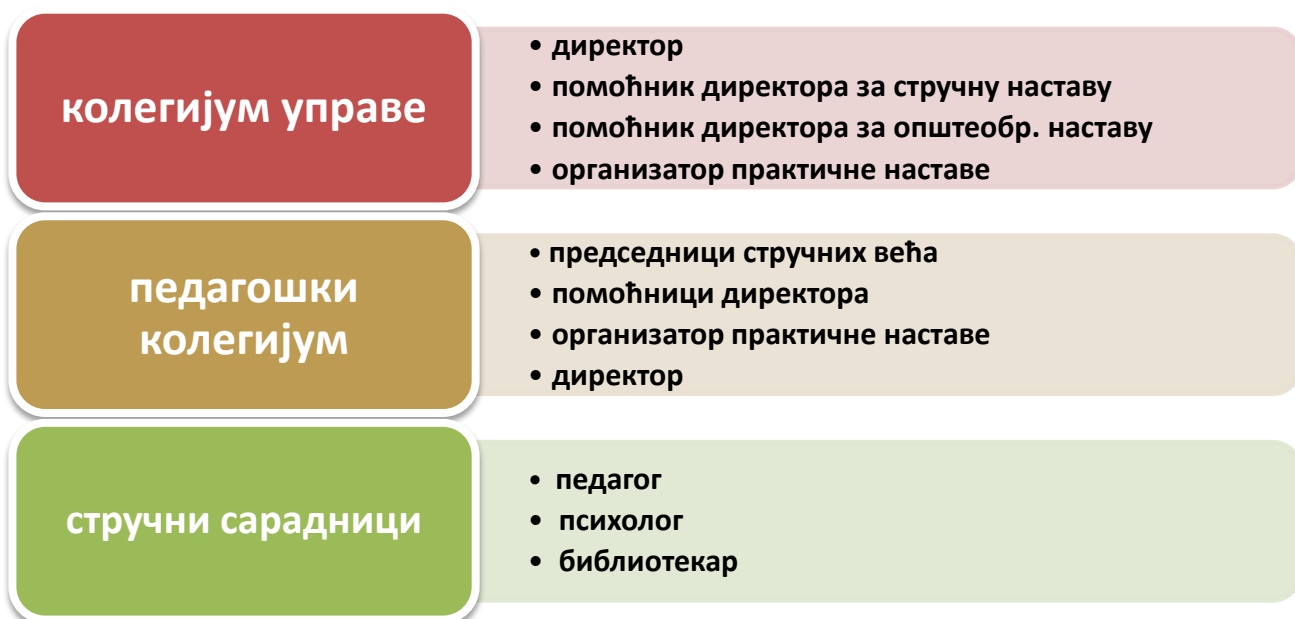 колегијум управе
• директор
• помоћник директора за стручну наставу
• помоћник директора за општеобр. наставу
• организатор практичне наставе
педагошки
колегијум
• председници стручних већа
• помоћници директора
• организатор практичне наставе
• директор
стручни сарадници
• педагог
• психолог
• библиотекар